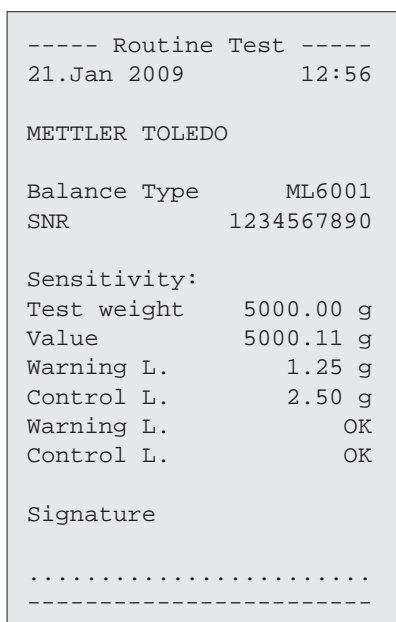 ----- Routine Test -----
21.Jan 2009 12:56
METTLER TOLEDO
Balance Type ML6001
SNR 1234567890
Sensitivity:
Test weight 5000.00 g
Value 5000.11 g
Warning L. 1.25 g
Control L. 2.50 g
Warning L. OK
Control L. OK
Signature
........................
------------------------